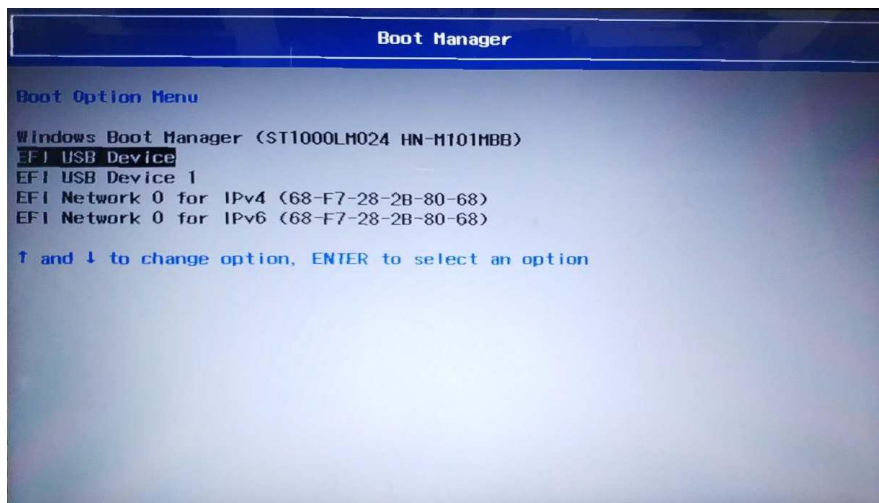 Boot Manager
Boot Option Menu
Windows Boot Manager (ST1000LM024 HN-M101MBB)
EFI USB Device
EFI USB Device 1
EFI Network 0 for IPv4 (68-F7-28-2B-80-68)
EFI Network 0 for IPv6 (68-F7-28-2B-80-68)
↑ and ↓ to change option, ENTER to select an option